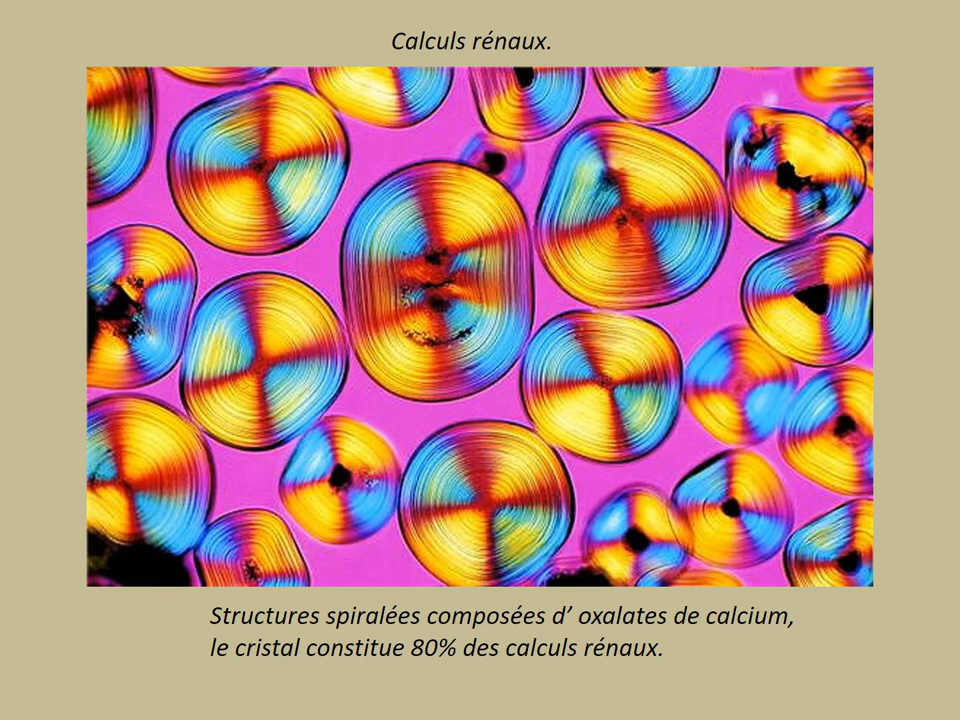 Calculs rénaux.
Structures spiralées composées d’ oxalates de calcium,
le cristal constitue 80% des calculs rénaux.